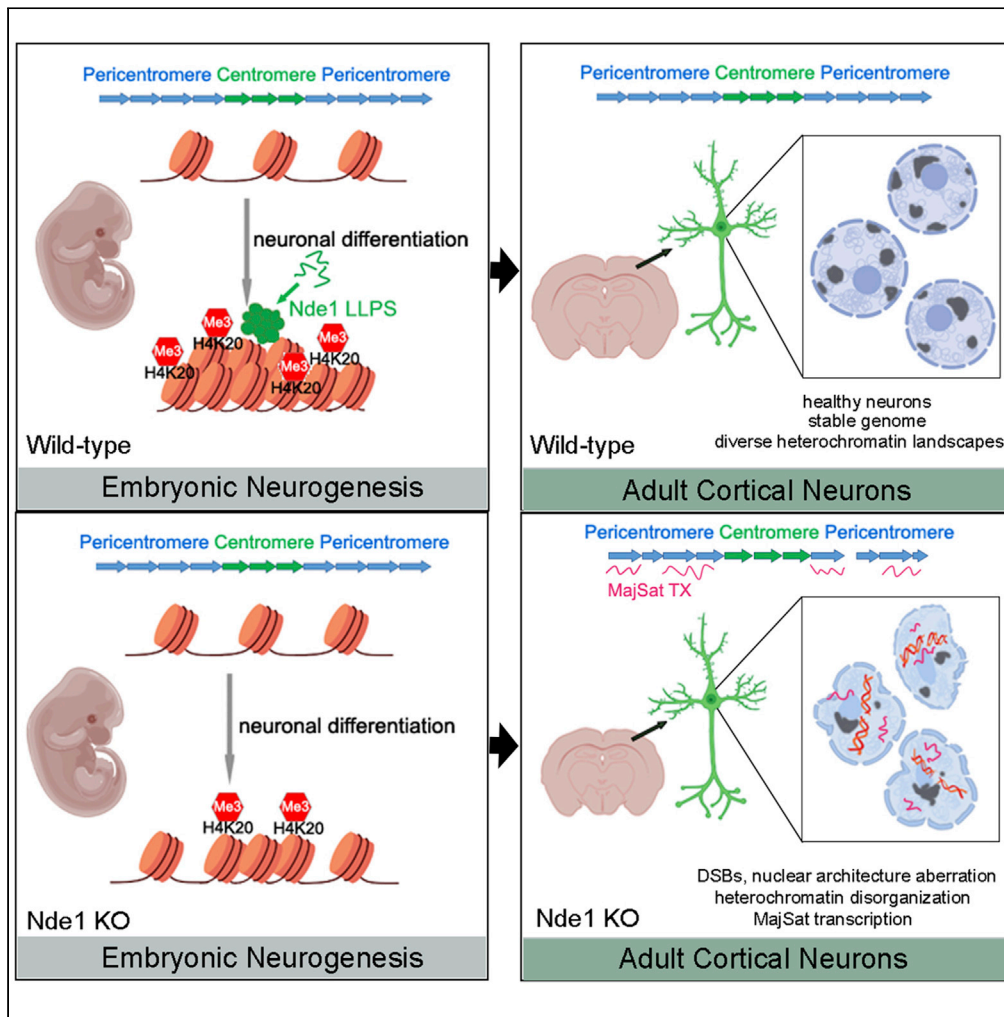 Pericentromere Centromere Pericentromere
neuronal differentiation
Nde1 LLPS
Me3
H4K20
Me3
H4K20
Me3
H4K20
Me3
H4K20
Wild-type
Embryonic Neurogenesis
Pericentromere Centromere Pericentromere
healthy neurons
stable genome
diverse heterochromatin landscapes
Wild-type
Adult Cortical Neurons
Pericentromere Centromere Pericentromere
neuronal differentiation
Me3
H4K20
Me3
H4K20
Nde1 KO
Embryonic Neurogenesis
Pericentromere Centromere Pericentromere
MajSat TX
DSBs, nuclear architecture aberration
heterochromatin disorganization
MajSat transcription
Nde1 KO
Adult Cortical Neurons